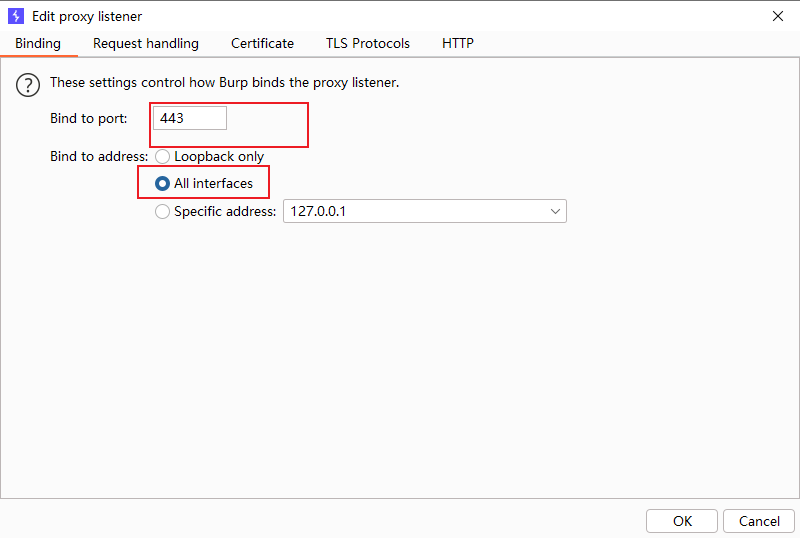 Edit proxy listener
Binding Request handling Certificate TLS Protocols HTTP
? These settings control how Burp binds the proxy listener.
Bind to port: 443
Bind to address: Loopback only
All interfaces
Specific address: 127.0.0.1
OK Cancel